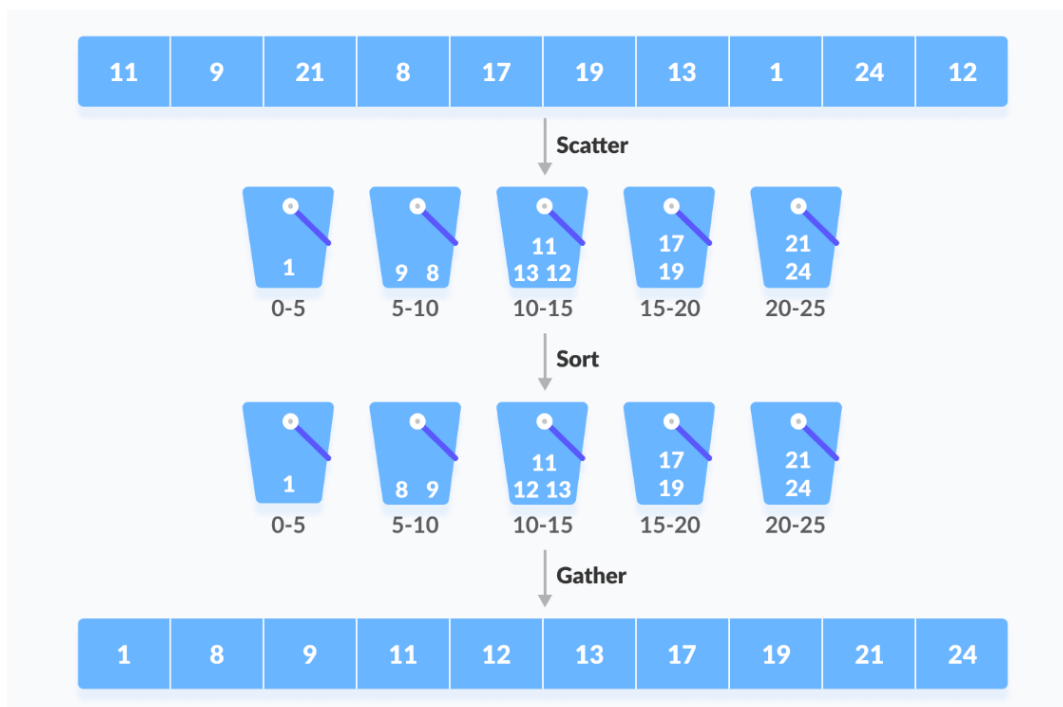 11 9 21 8 17 19 13 1 24 12
Scatter
11 17 21
1 9 8 13 12 19 24
0-5 5-10 10-15 15-20 20-25
Sort
11 17 21
1 8 9 12 13 19 24
0-5 5-10 10-15 15-20 20-25
Gather
1 8 9 11 12 13 17 19 21 24